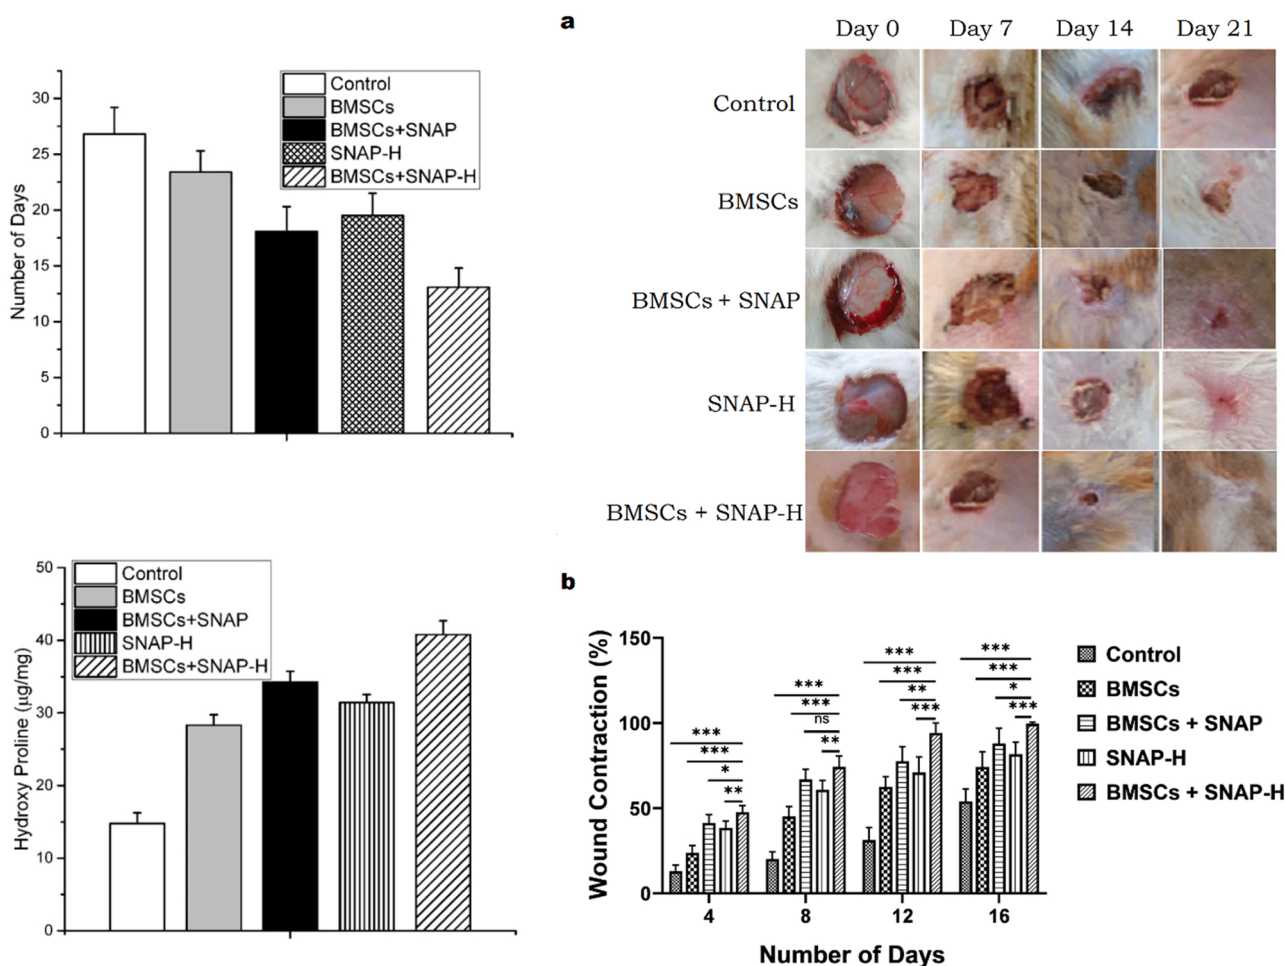 Control
BMSCs
BMSCs+SNAP
SNAP-H
BMSCs+SNAP-H
30
25
20
15
10
5
0
Number of Days
Control
BMSCs
BMSCs+SNAP
SNAP-H
BMSCs+SNAP-H
50
40
30
20
10
0
Hydroxy Proline (µg/mg)
a
Day 0 Day 7 Day 14 Day 21
Control
BMSCs
BMSCs + SNAP
SNAP-H
BMSCs + SNAP-H
b
Wound Contraction (%)
150
100
50
0
***
***
*
**
***
***
ns
**
***
***
**
***
***
***
*
***
4 8 12 16
Number of Days
Control
BMSCs
BMSCs + SNAP
SNAP-H
BMSCs + SNAP-H